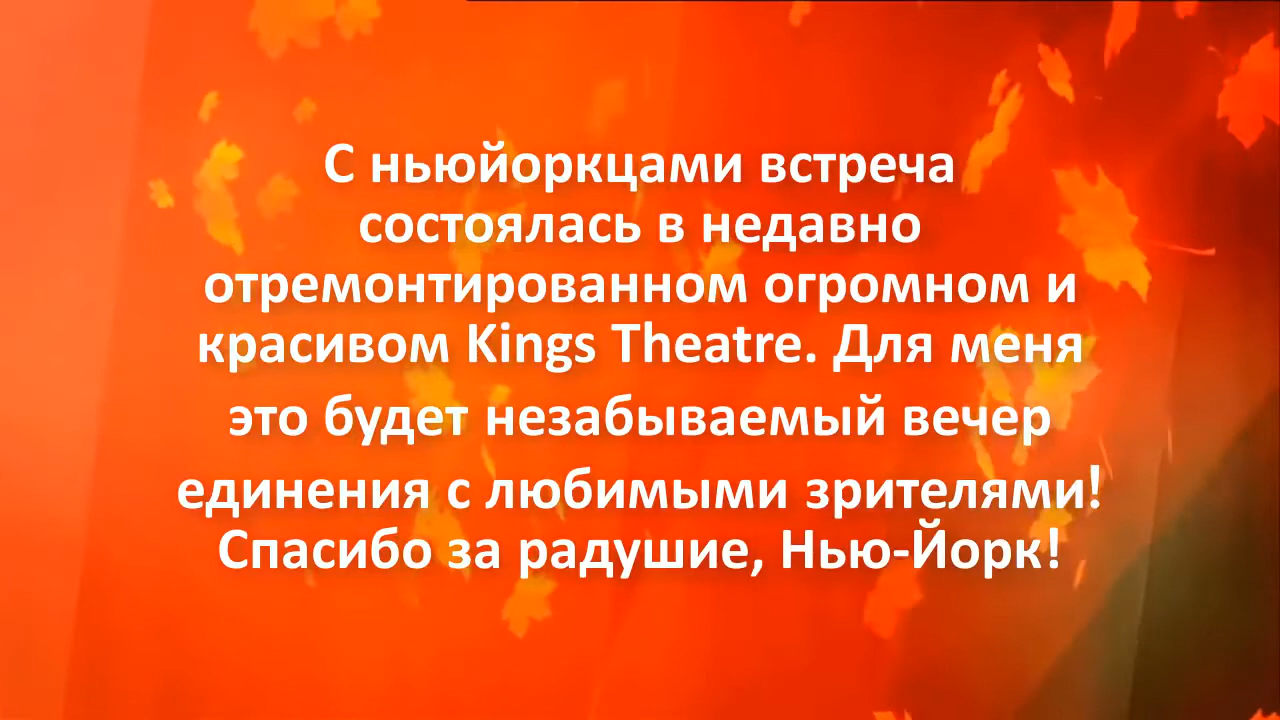 С ньюйоркцами встреча
состоялась в недавно
отремонтированном огромном и
красивом Kings Theatre. Для меня
это будет незабываемый вечер
единения с любимыми зрителями!
Спасибо за радушие, Нью-Йорк!